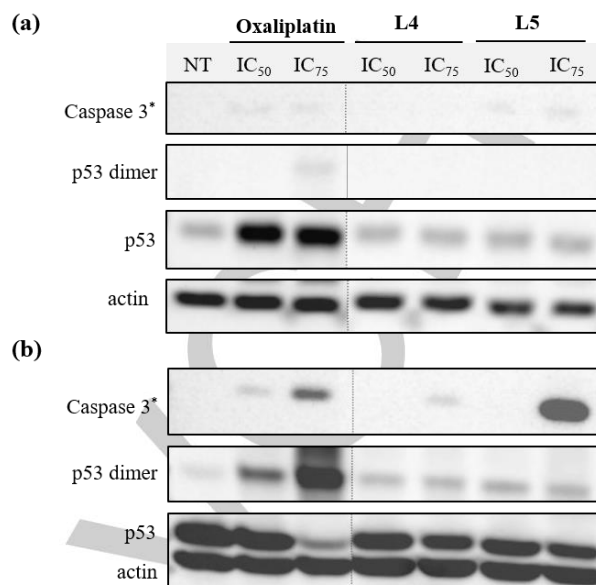 (a)
Oxaliplatin L4 L5
NT IC50 IC75 IC50 IC75 IC50 IC75
Caspase 3*
p53 dimer
p53
actin
(b)
Caspase 3*
p53 dimer
p53
actin